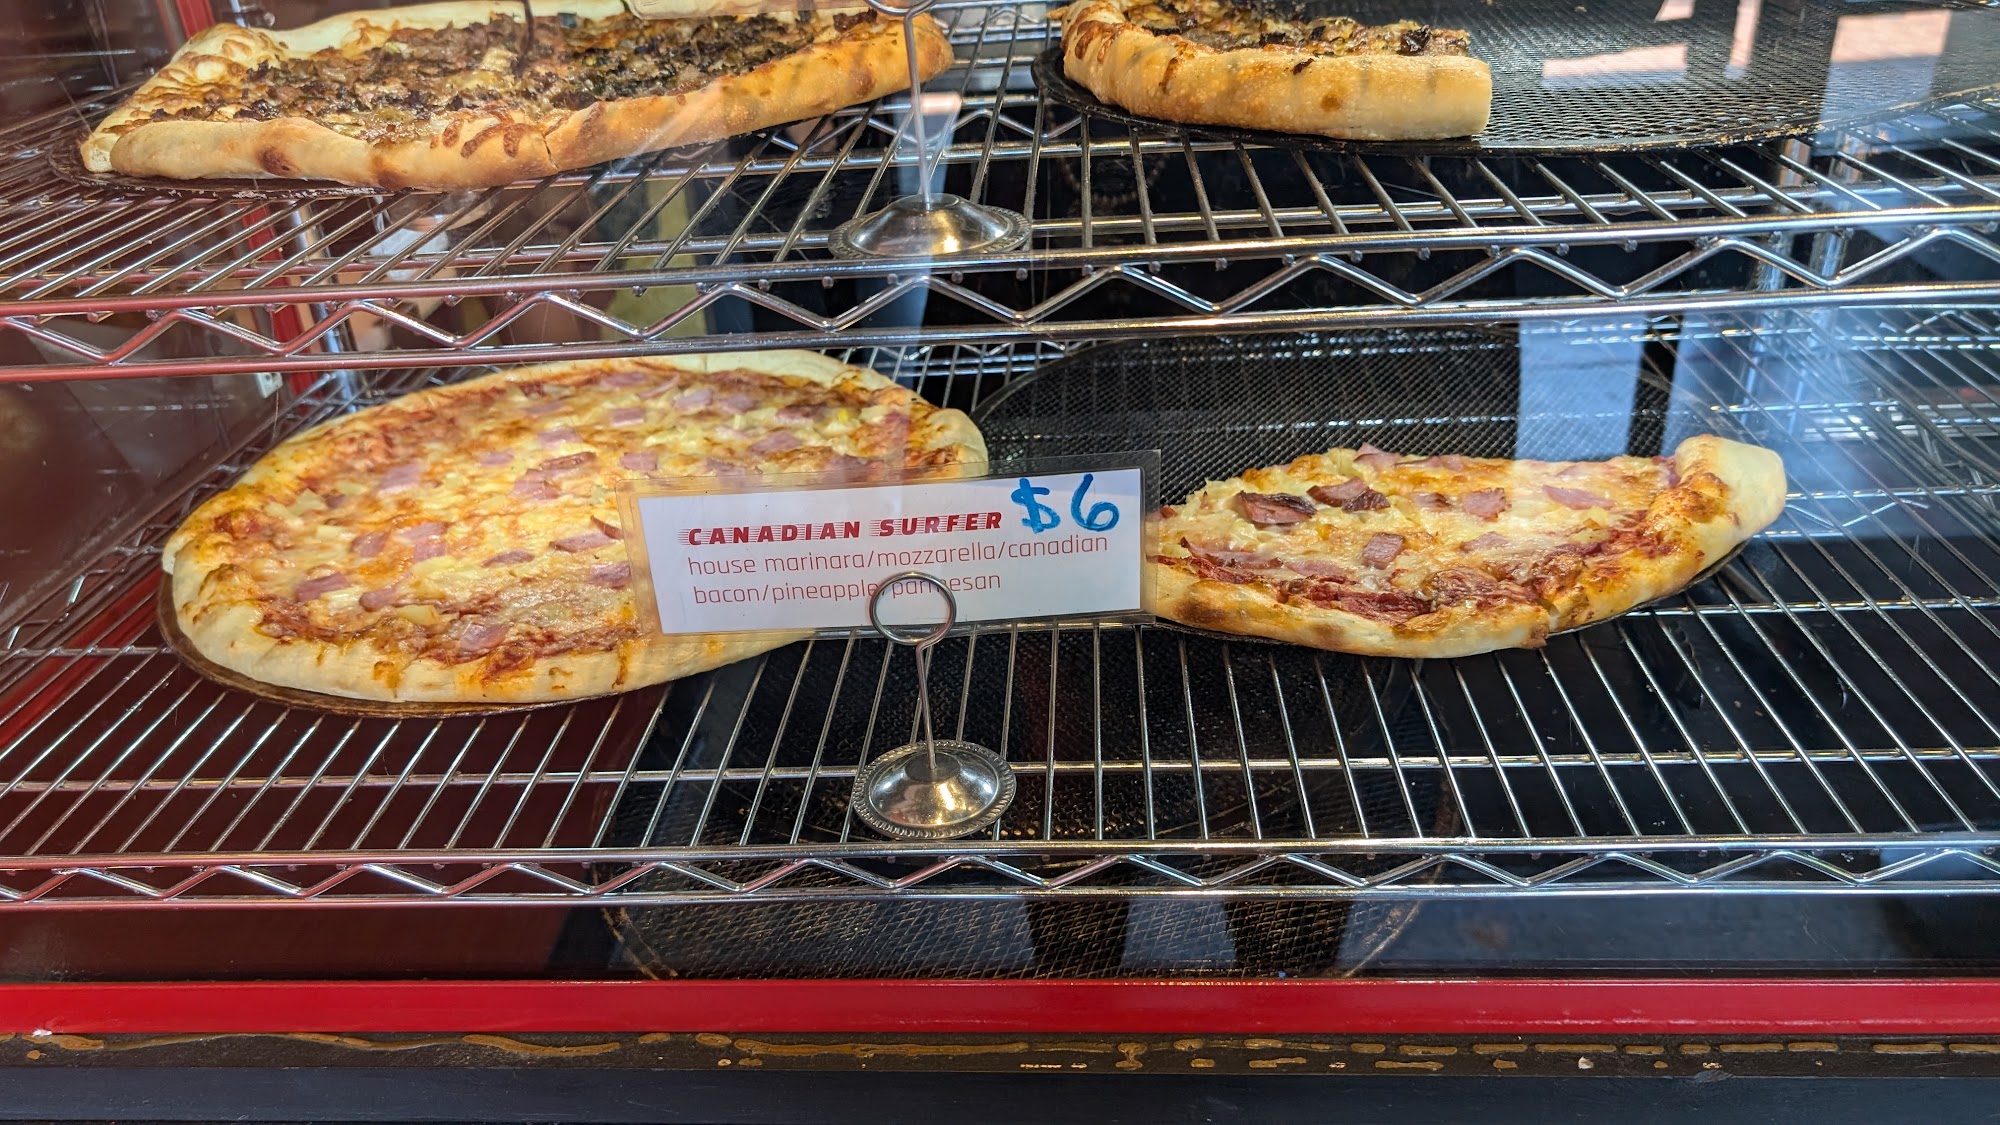 CANADIAN SURFER $6
house marinara/mozzarella/canadian
bacon/pineapple/parmesan